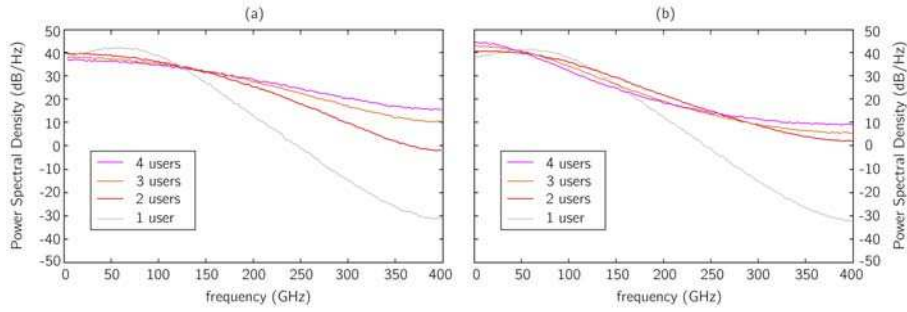 (a)
(b)
Power Spectral Density (dB/Hz)
50
40
30
20
10
0
-10
-20
-30
-40
-50
4 users
3 users
2 users
1 user
0
50
100
150
200
250
300
350
400
frequency (GHz)
4 users
3 users
2 users
1 user
0
50
100
150
200
250
300
350
400
frequency (GHz)
50
40
30
20
10
0
-10
-20
-30
-40
-50
Power Spectral Density (dB/Hz)